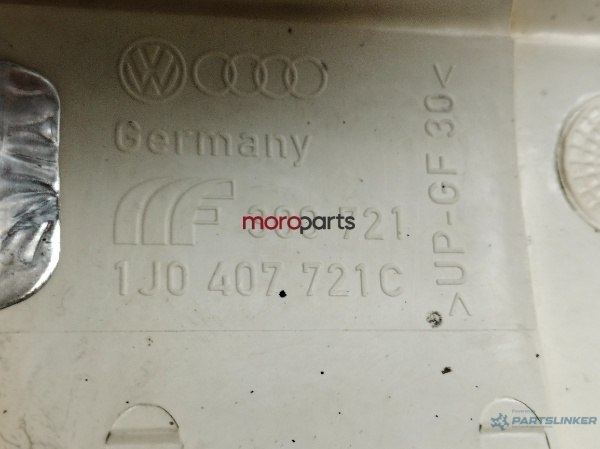 Germany
721
1J0 407 721C
>UP-GF 30<
moroparts
PARTSLINKER